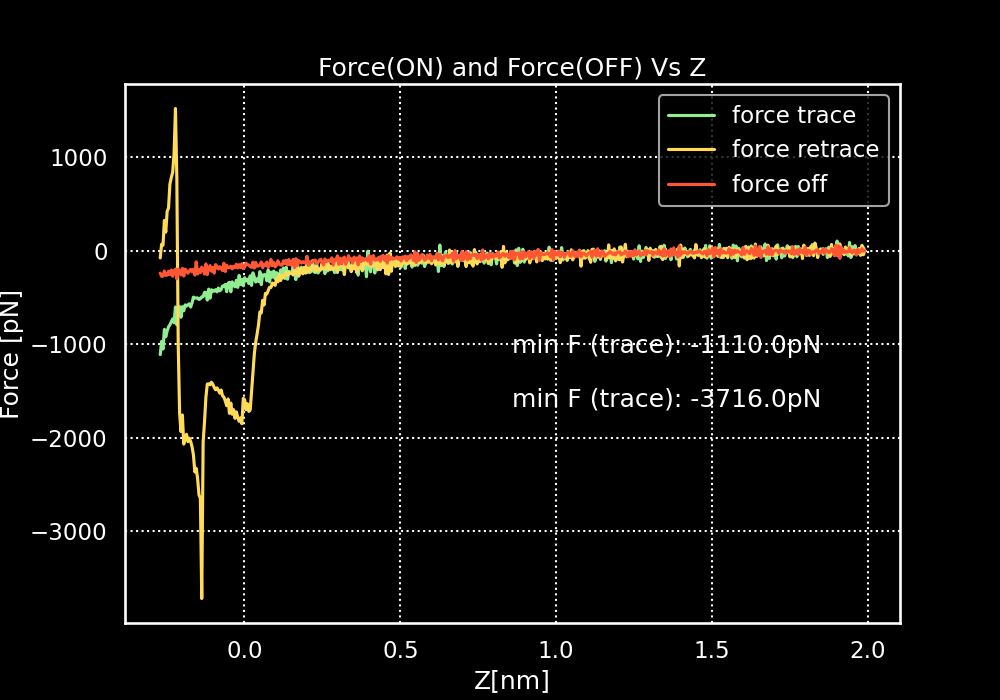 Force(ON) and Force(OFF) Vs Z
force trace
force retrace
force off
1000
0
−1000
−2000
−3000
Force [pN]
min F (trace): -1110.0pN
min F (trace): -3716.0pN
0.0 0.5 1.0 1.5 2.0
Z[nm]